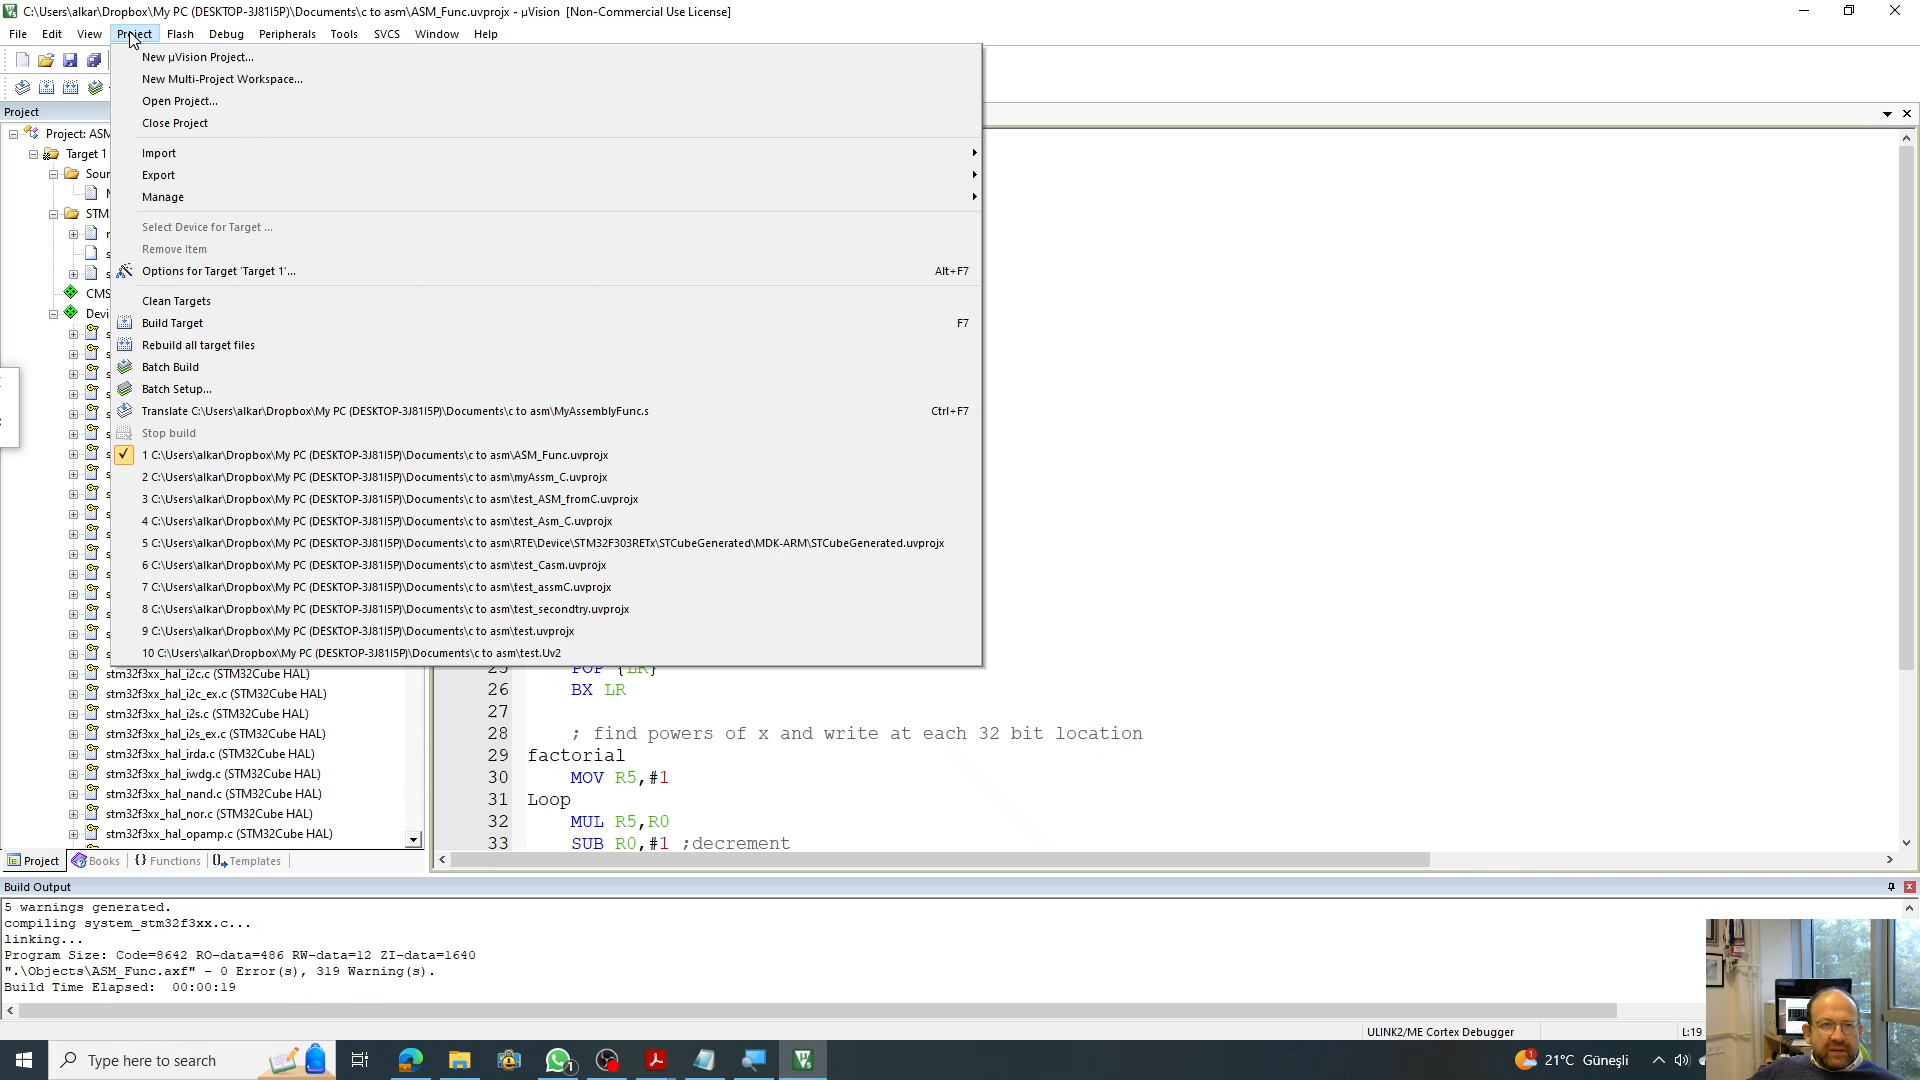 C:\Users\alkar\Dropbox\My PC (DESKTOP-3J81I5P)\Documents\c to asm\ASM_Func.uvprojx - µVision [Non-Commercial Use License]
File Edit View Project Flash Debug Peripherals Tools SVCS Window Help
New µVision Project...
New Multi-Project Workspace...
Open Project...
Close Project
Import
Export
Manage
Select Device for Target ...
Remove Item
Options for Target 'Target 1'... Alt+F7
Clean Targets
Build Target F7
Rebuild all target files
Batch Build
Batch Setup...
Translate C:\Users\alkar\Dropbox\My PC (DESKTOP-3J81I5P)\Documents\c to asm\MyAssemblyFunc.s Ctrl+F7
Stop build
1 C:\Users\alkar\Dropbox\My PC (DESKTOP-3J81I5P)\Documents\c to asm\ASM_Func.uvprojx
2 C:\Users\alkar\Dropbox\My PC (DESKTOP-3J81I5P)\Documents\c to asm\myAssm_C.uvprojx
3 C:\Users\alkar\Dropbox\My PC (DESKTOP-3J81I5P)\Documents\c to asm\test_ASM_fromC.uvprojx
4 C:\Users\alkar\Dropbox\My PC (DESKTOP-3J81I5P)\Documents\c to asm\test_Asm_C.uvprojx
5 C:\Users\alkar\Dropbox\My PC (DESKTOP-3J81I5P)\Documents\c to asm\RTE\Device\STM32F303RETx\STCubeGenerated\MDK-ARM\STCubeGenerated.uvprojx
6 C:\Users\alkar\Dropbox\My PC (DESKTOP-3J81I5P)\Documents\c to asm\test_Casm.uvprojx
7 C:\Users\alkar\Dropbox\My PC (DESKTOP-3J81I5P)\Documents\c to asm\test_assmC.uvprojx
8 C:\Users\alkar\Dropbox\My PC (DESKTOP-3J81I5P)\Documents\c to asm\test_secondtry.uvprojx
9 C:\Users\alkar\Dropbox\My PC (DESKTOP-3J81I5P)\Documents\c to asm\test.uvprojx
10 C:\Users\alkar\Dropbox\My PC (DESKTOP-3J81I5P)\Documents\c to asm\test.Uv2
Project
Project: ASM
Target 1
Sour
STM
CMS
Devi
stm32f3xx_hal_i2c.c (STM32Cube HAL)
stm32f3xx_hal_i2c_ex.c (STM32Cube HAL)
stm32f3xx_hal_i2s.c (STM32Cube HAL)
stm32f3xx_hal_i2s_ex.c (STM32Cube HAL)
stm32f3xx_hal_irda.c (STM32Cube HAL)
stm32f3xx_hal_iwdg.c (STM32Cube HAL)
stm32f3xx_hal_nand.c (STM32Cube HAL)
stm32f3xx_hal_nor.c (STM32Cube HAL)
stm32f3xx_hal_opamp.c (STM32Cube HAL)
Project Books {} Functions Templates
25 POP {LR}
26 BX LR
27
28 ; find powers of x and write at each 32 bit location
29 factorial
30 MOV R5,#1
31 Loop
32 MUL R5,R0
33 SUB R0,#1 ;decrement
Build Output
5 warnings generated.
compiling system_stm32f3xx.c...
linking...
Program Size: Code=8642 RO-data=486 RW-data=12 ZI-data=1640
".\Objects\ASM_Func.axf" - 0 Error(s), 319 Warning(s).
Build Time Elapsed:  00:00:19
ULINK2/ME Cortex Debugger L:19
Type here to search
21°C Güneşli